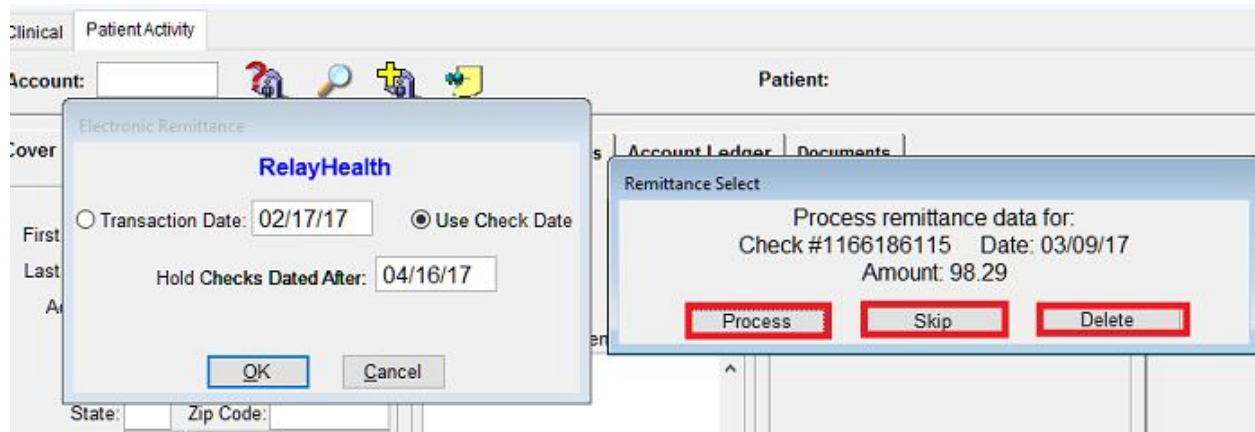 Clinical Patient Activity
Account: Patient:
Electronic Remittance
Cover s Account Ledger Documents
RelayHealth
Remittance Select
Transaction Date: 02/17/17 Use Check Date
Process remittance data for:
First
Check #1166186115 Date: 03/09/17
Last Hold Checks Dated After: 04/16/17
Amount: 98.29
Process Skip Delete
OK Cancel
State: Zip Code: